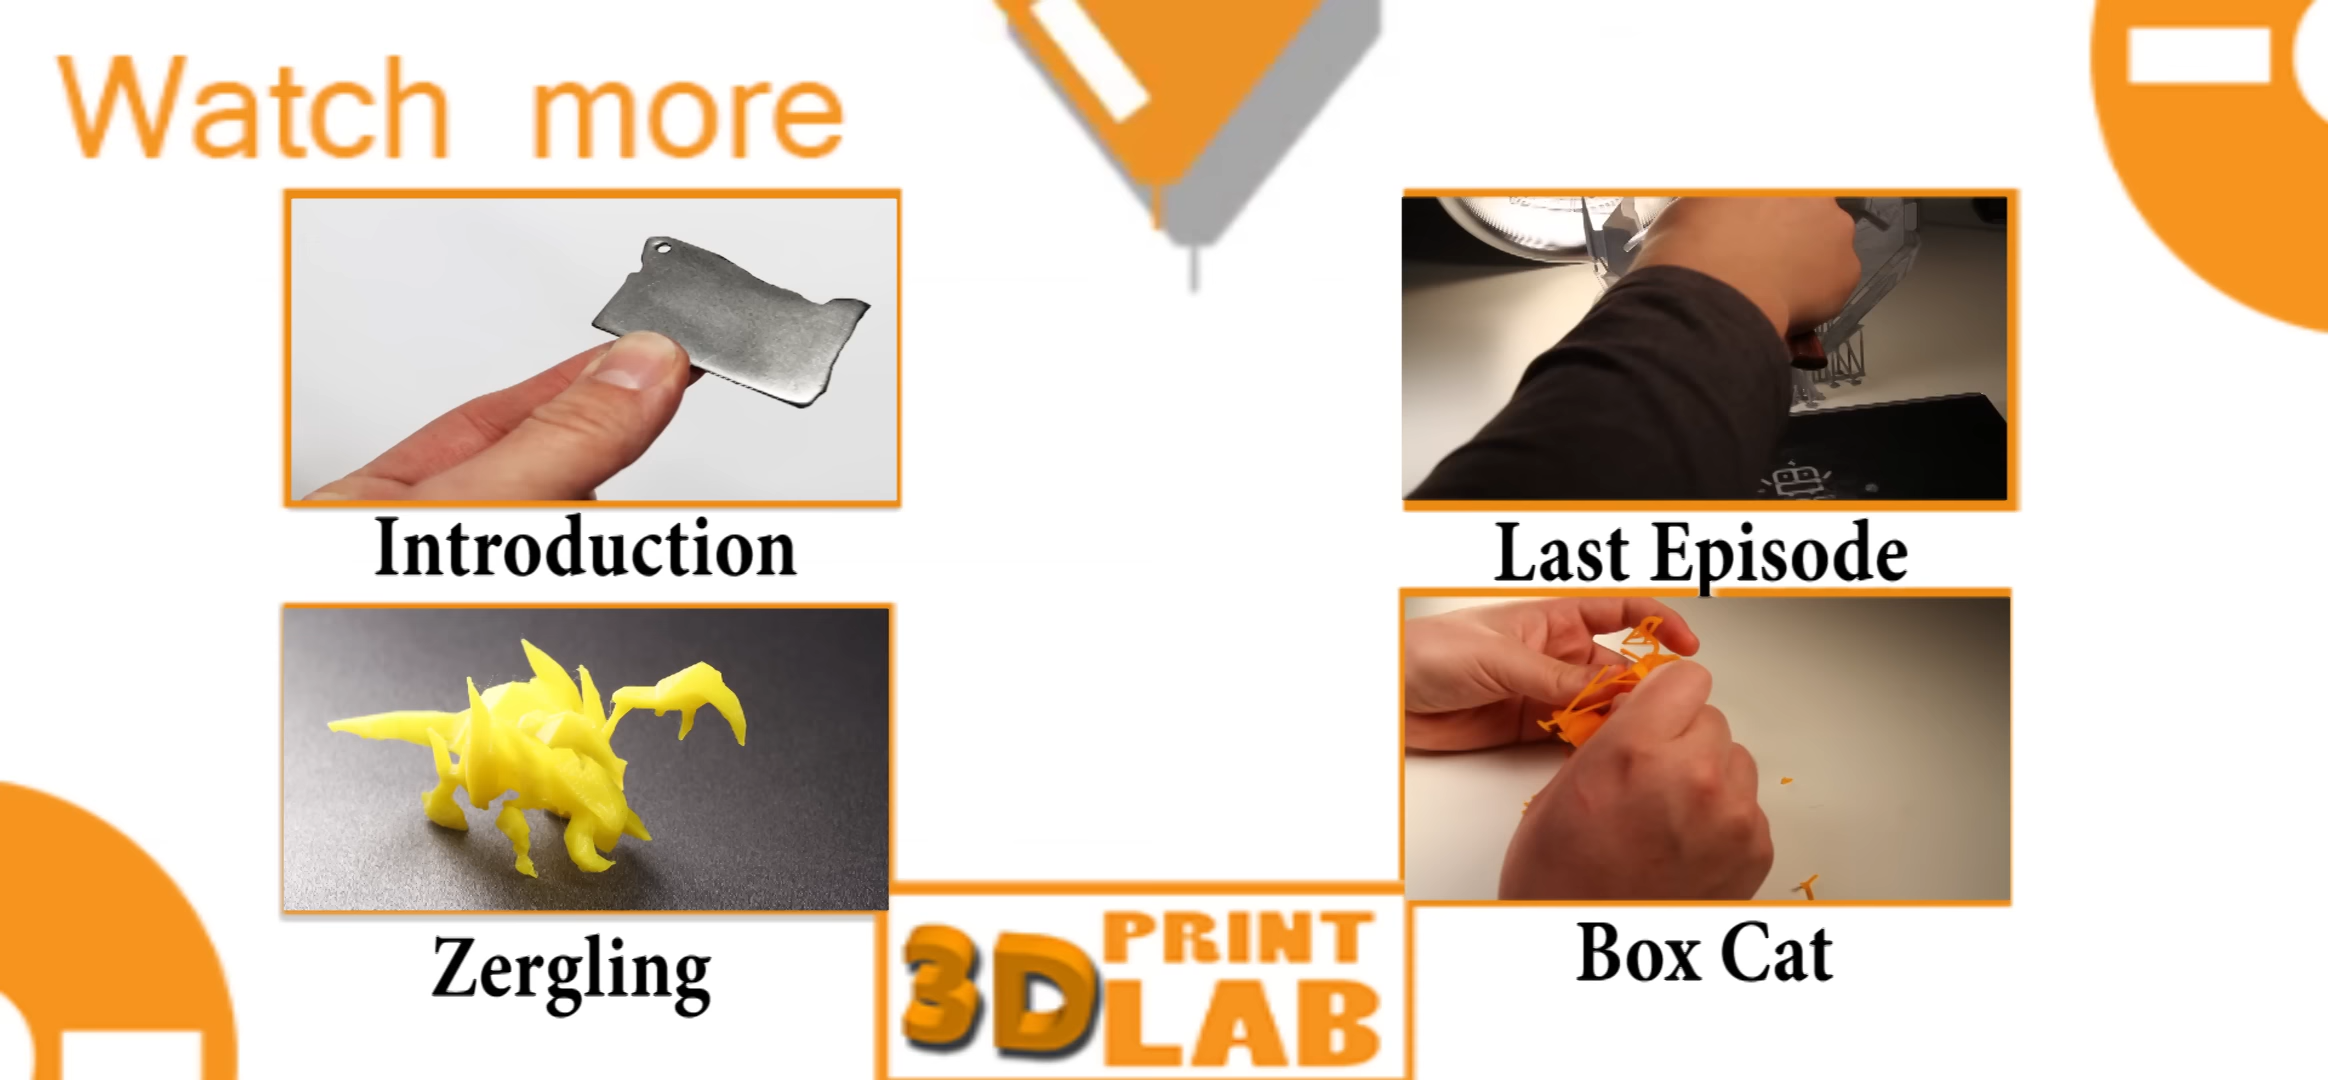 Watch more
Introduction
Last Episode
Zergling
Box Cat
3D PRINT
LAB